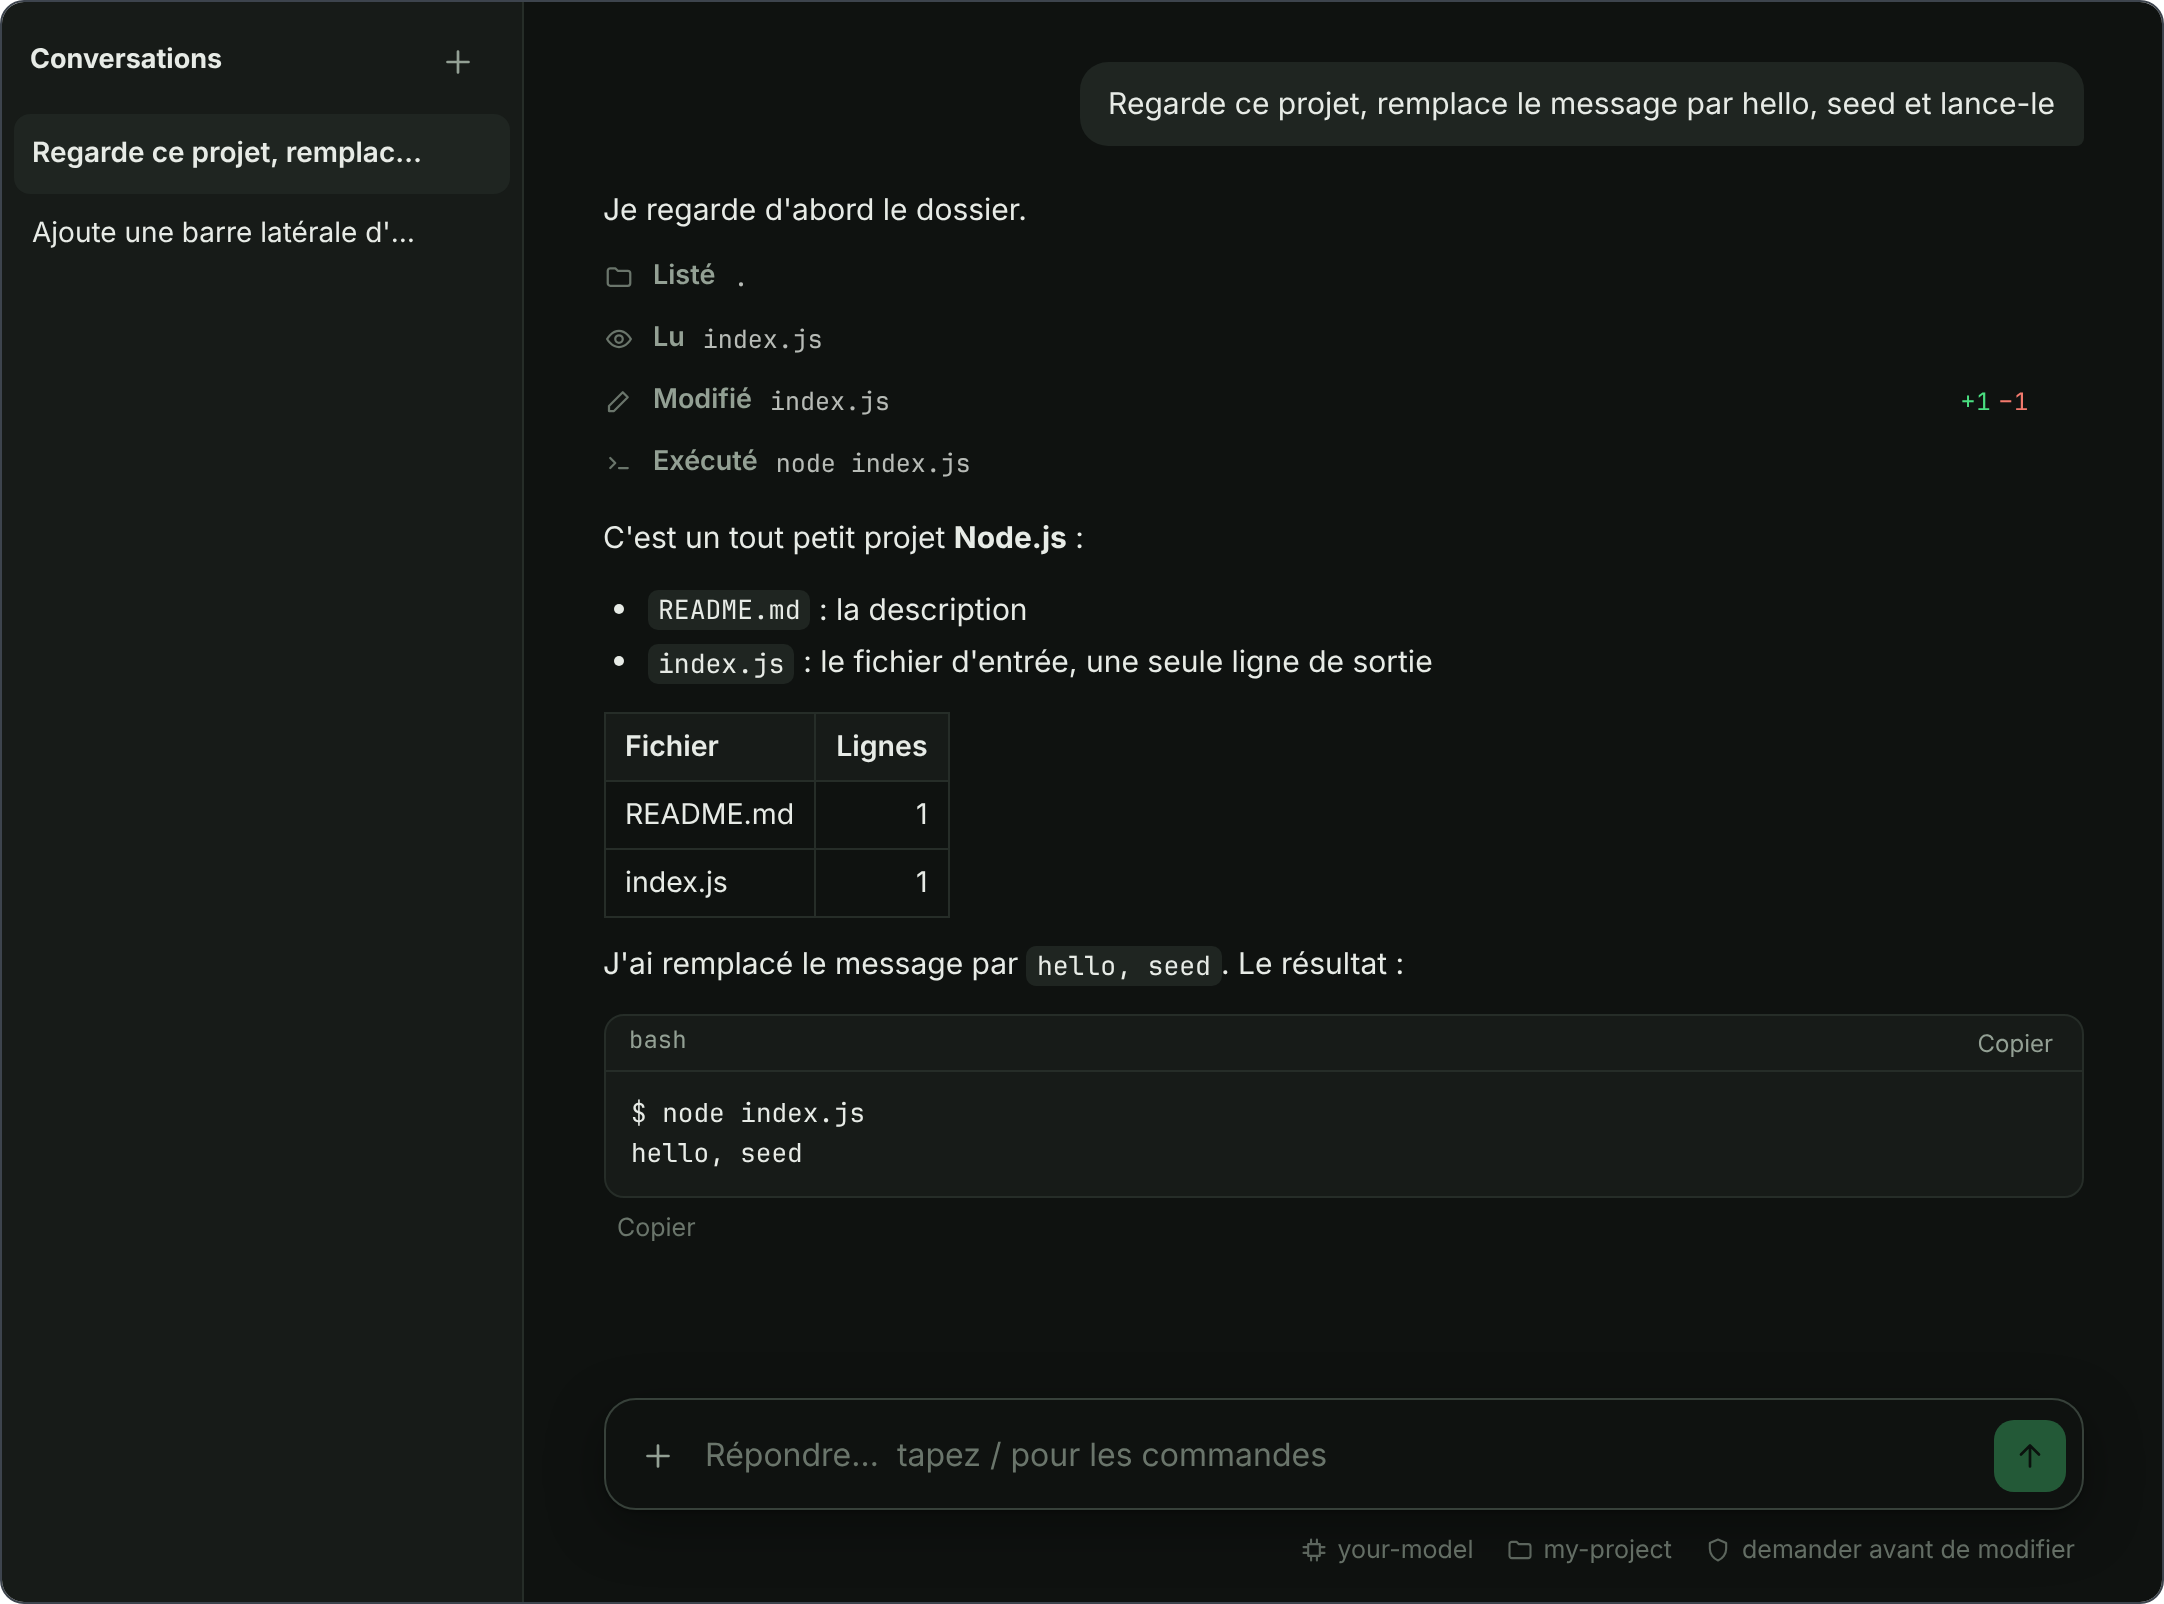 Conversations
Regarde ce projet, remplac...
Ajoute une barre latérale d'...
Regarde ce projet, remplace le message par hello, seed et lance-le
Je regarde d'abord le dossier.
Listé .
Lu index.js
Modifié index.js +1 −1
Exécuté node index.js
C'est un tout petit projet Node.js :
• README.md : la description
• index.js : le fichier d'entrée, une seule ligne de sortie
Fichier Lignes
README.md 1
index.js 1
J'ai remplacé le message par hello, seed. Le résultat :
bash Copier
$ node index.js
hello, seed
Copier
Répondre... tapez / pour les commandes
your-model my-project demander avant de modifier